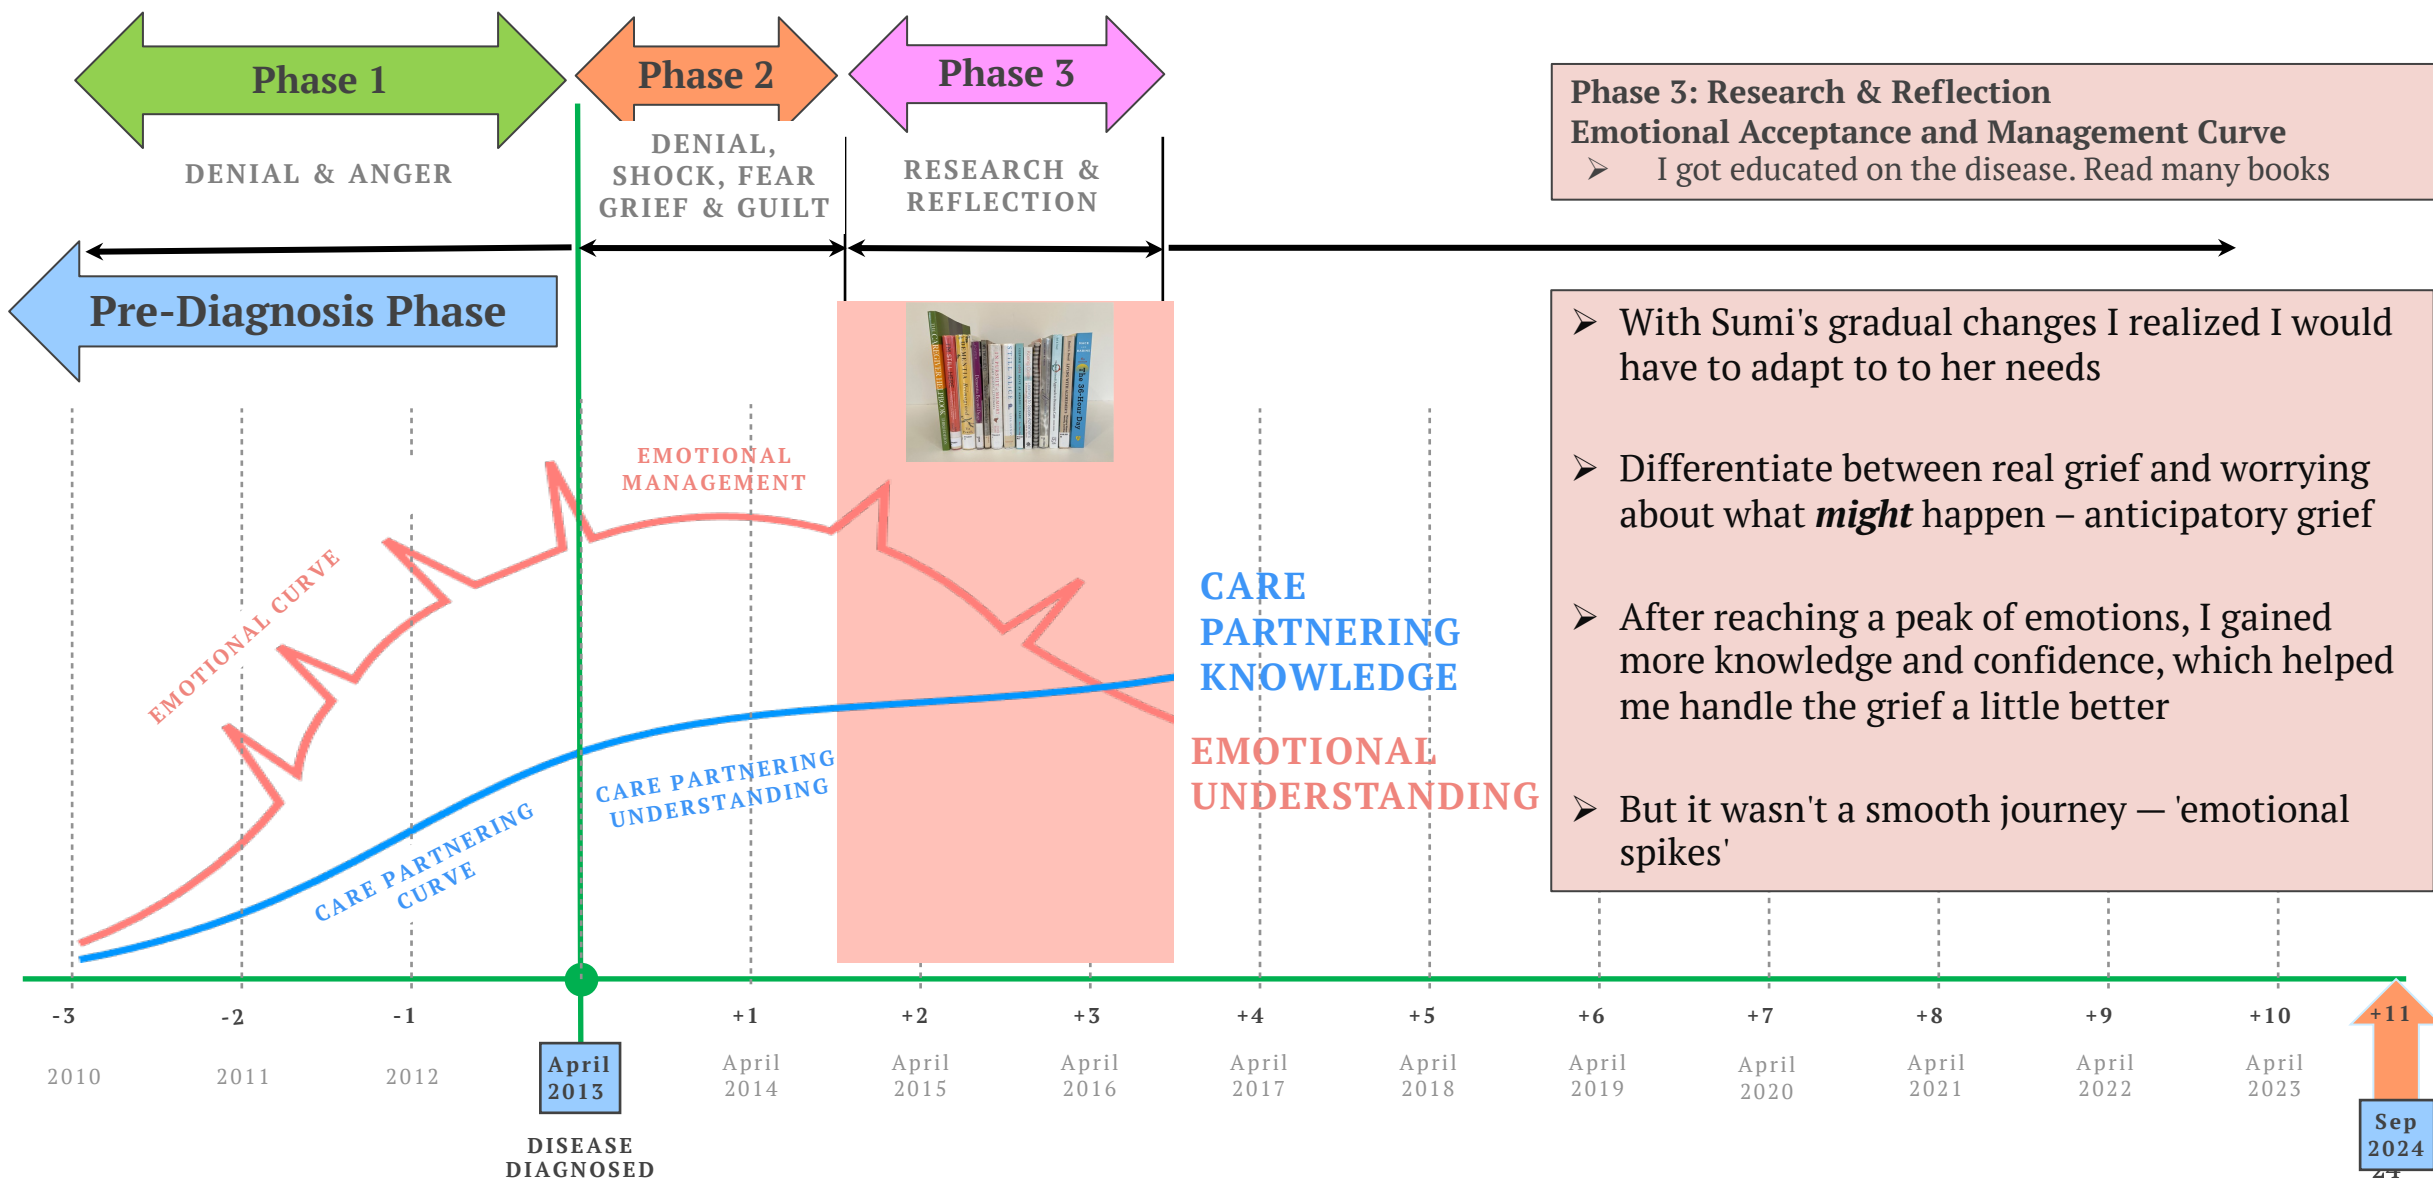 Phase 1
Phase 2
Phase 3
DENIAL & ANGER
DENIAL,
SHOCK, FEAR
GRIEF & GUILT
RESEARCH &
REFLECTION
Phase 3: Research & Reflection
Emotional Acceptance and Management Curve
➢ I got educated on the disease. Read many books
Pre-Diagnosis Phase
STILL ALICE
The 36-Hour Day
➢ With Sumi's gradual changes I realized I would
have to adapt to to her needs
➢ Differentiate between real grief and worrying
about what might happen – anticipatory grief
➢ After reaching a peak of emotions, I gained
more knowledge and confidence, which helped
me handle the grief a little better
➢ But it wasn't a smooth journey — 'emotional
spikes'
EMOTIONAL
MANAGEMENT
EMOTIONAL CURVE
CARE
PARTNERING
KNOWLEDGE
EMOTIONAL
UNDERSTANDING
CARE PARTNERING
UNDERSTANDING
CARE PARTNERING
CURVE
-3
-2
-1
+1
+2
+3
+4
+5
+6
+7
+8
+9
+10
+11
2010
2011
2012
April
2013
April
2014
April
2015
April
2016
April
2017
April
2018
April
2019
April
2020
April
2021
April
2022
April
2023
Sep
2024
24
DISEASE
DIAGNOSED